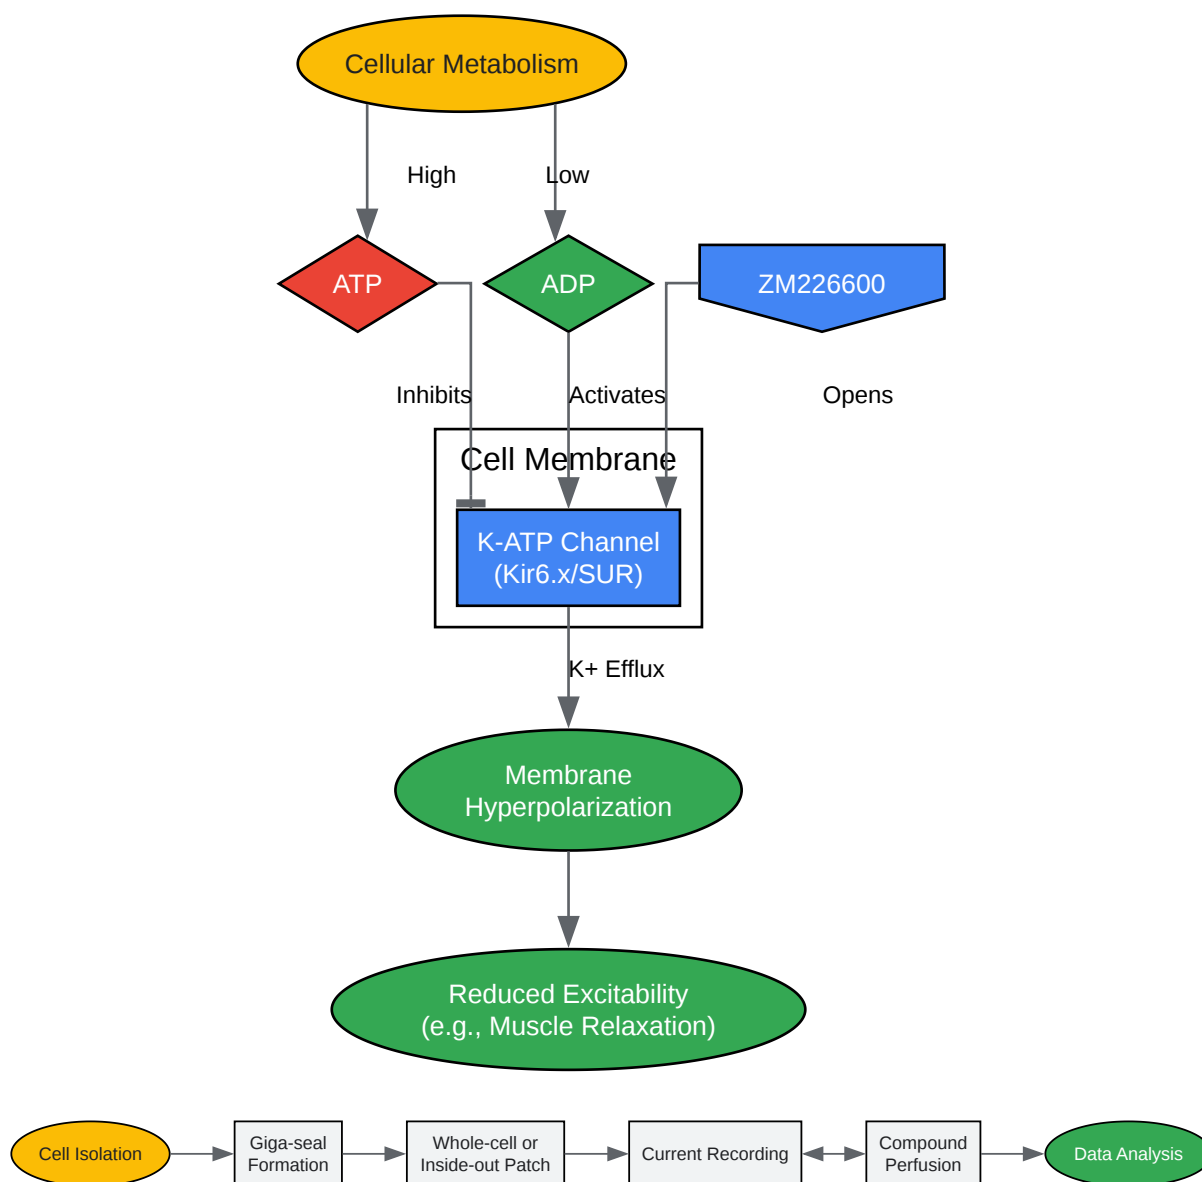 Cellular Metabolism
High
Low
ATP
ADP
ZM226600
Inhibits
Activates
Opens
Cell Membrane
K-ATP Channel
(Kir6.x/SUR)
K+ Efflux
Membrane
Hyperpolarization
Reduced Excitability
(e.g., Muscle Relaxation)
Cell Isolation
Giga-seal
Formation
Whole-cell or
Inside-out Patch
Current Recording
Compound
Perfusion
Data Analysis